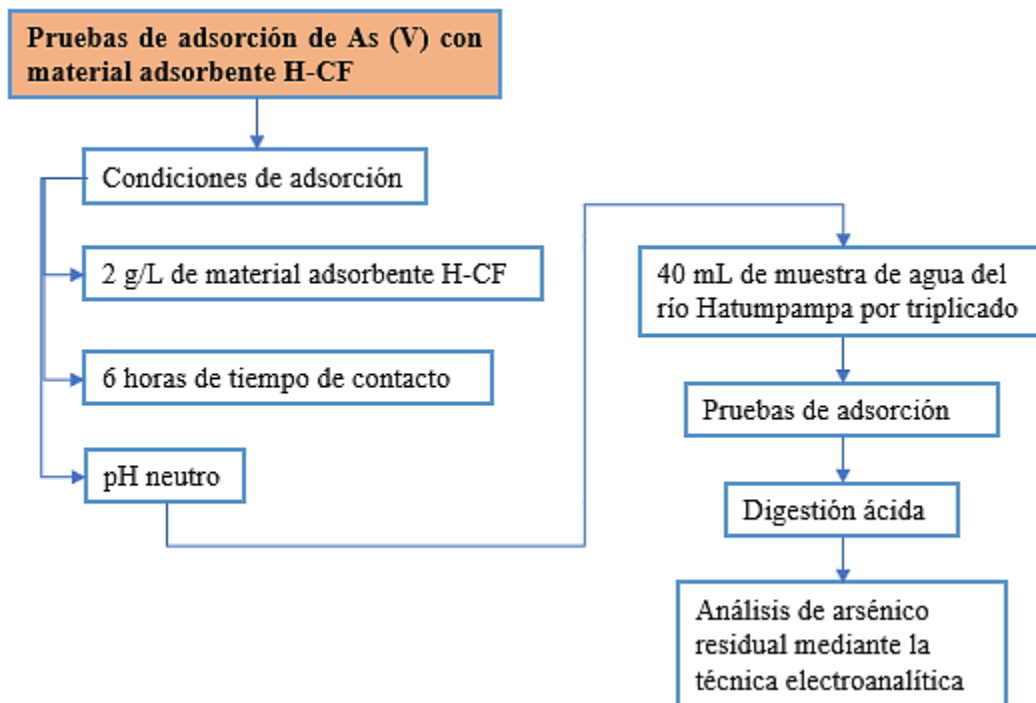 Pruebas de adsorción de As (V) con
material adsorbente H-CF
Condiciones de adsorción
2 g/L de material adsorbente H-CF
6 horas de tiempo de contacto
pH neutro
40 mL de muestra de agua del
río Hatumpampa por triplicado
Pruebas de adsorción
Digestión ácida
Análisis de arsénico
residual mediante la
técnica electroanalítica